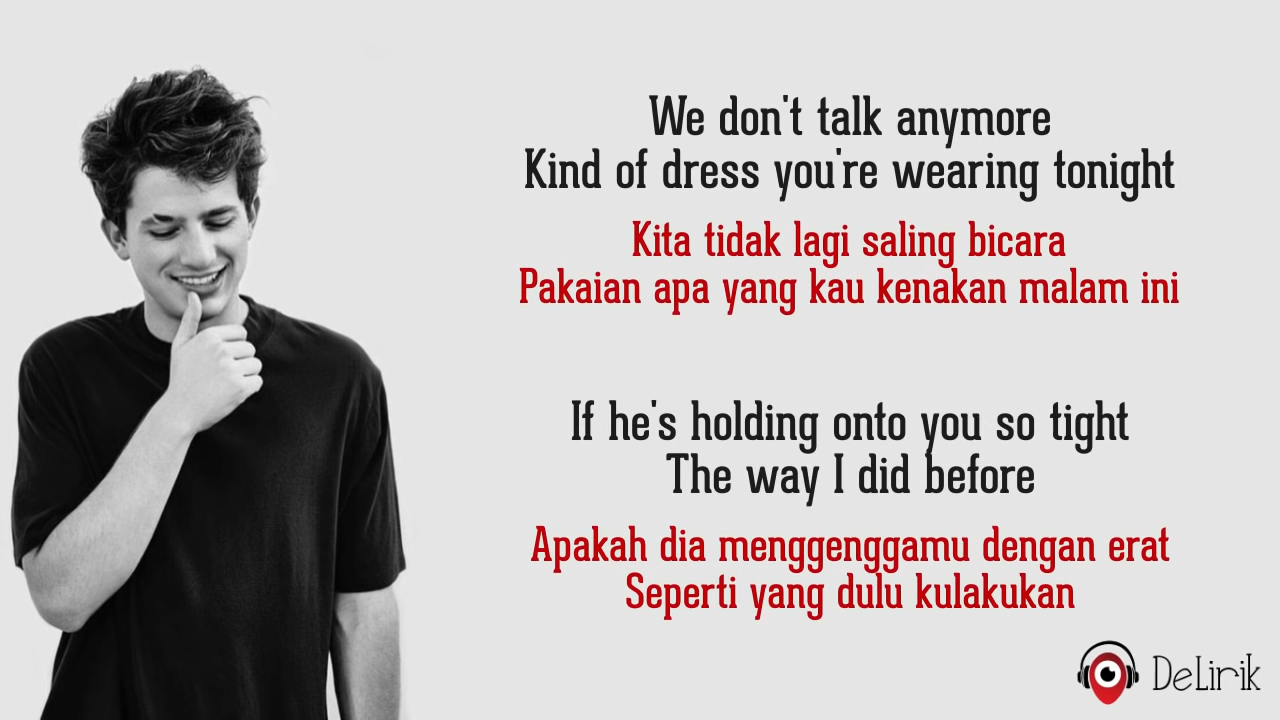 We don't talk anymore
Kind of dress you're wearing tonight
Kita tidak lagi saling bicara
Pakaian apa yang kau kenakan malam ini
If he's holding onto you so tight
The way I did before
Apakah dia menggenggamu dengan erat
Seperti yang dulu kulakukan
DeLirik